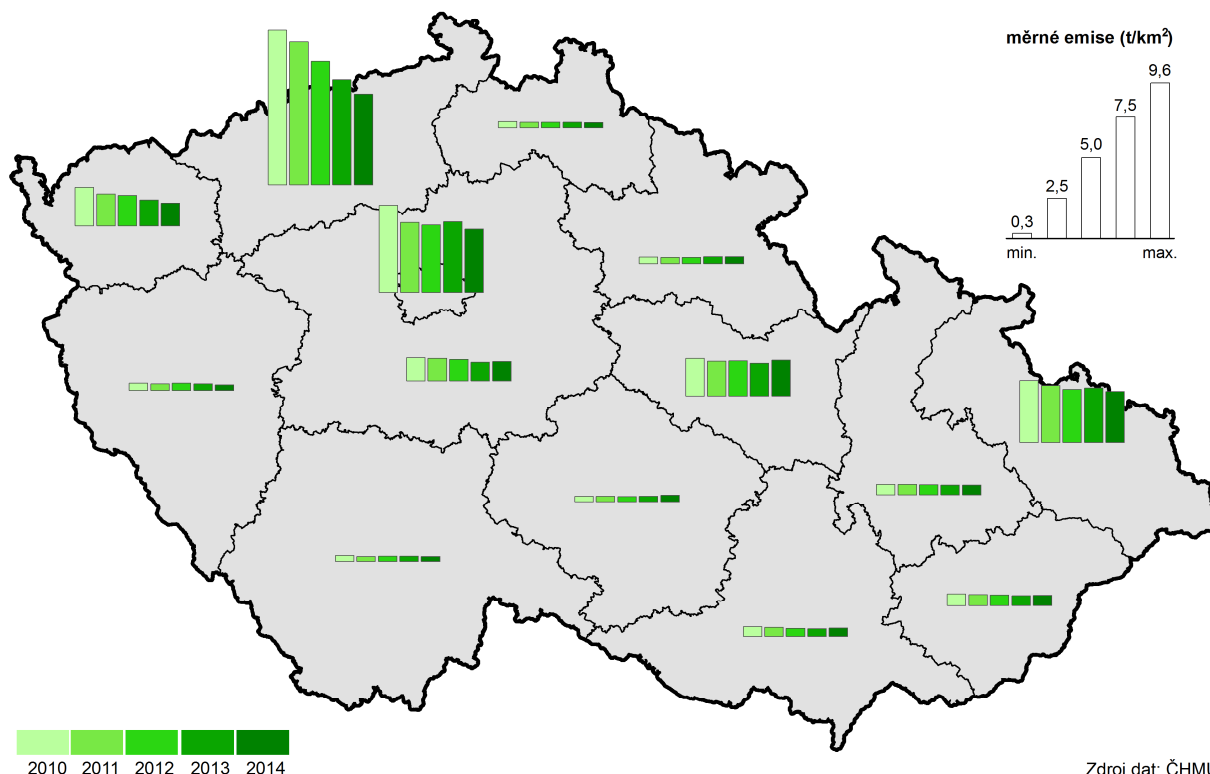 měrné emise (t/km²)
9,6
7,5
5,0
2,5
0,3
min. max.
2010 2011 2012 2013 2014
Zdroj dat: